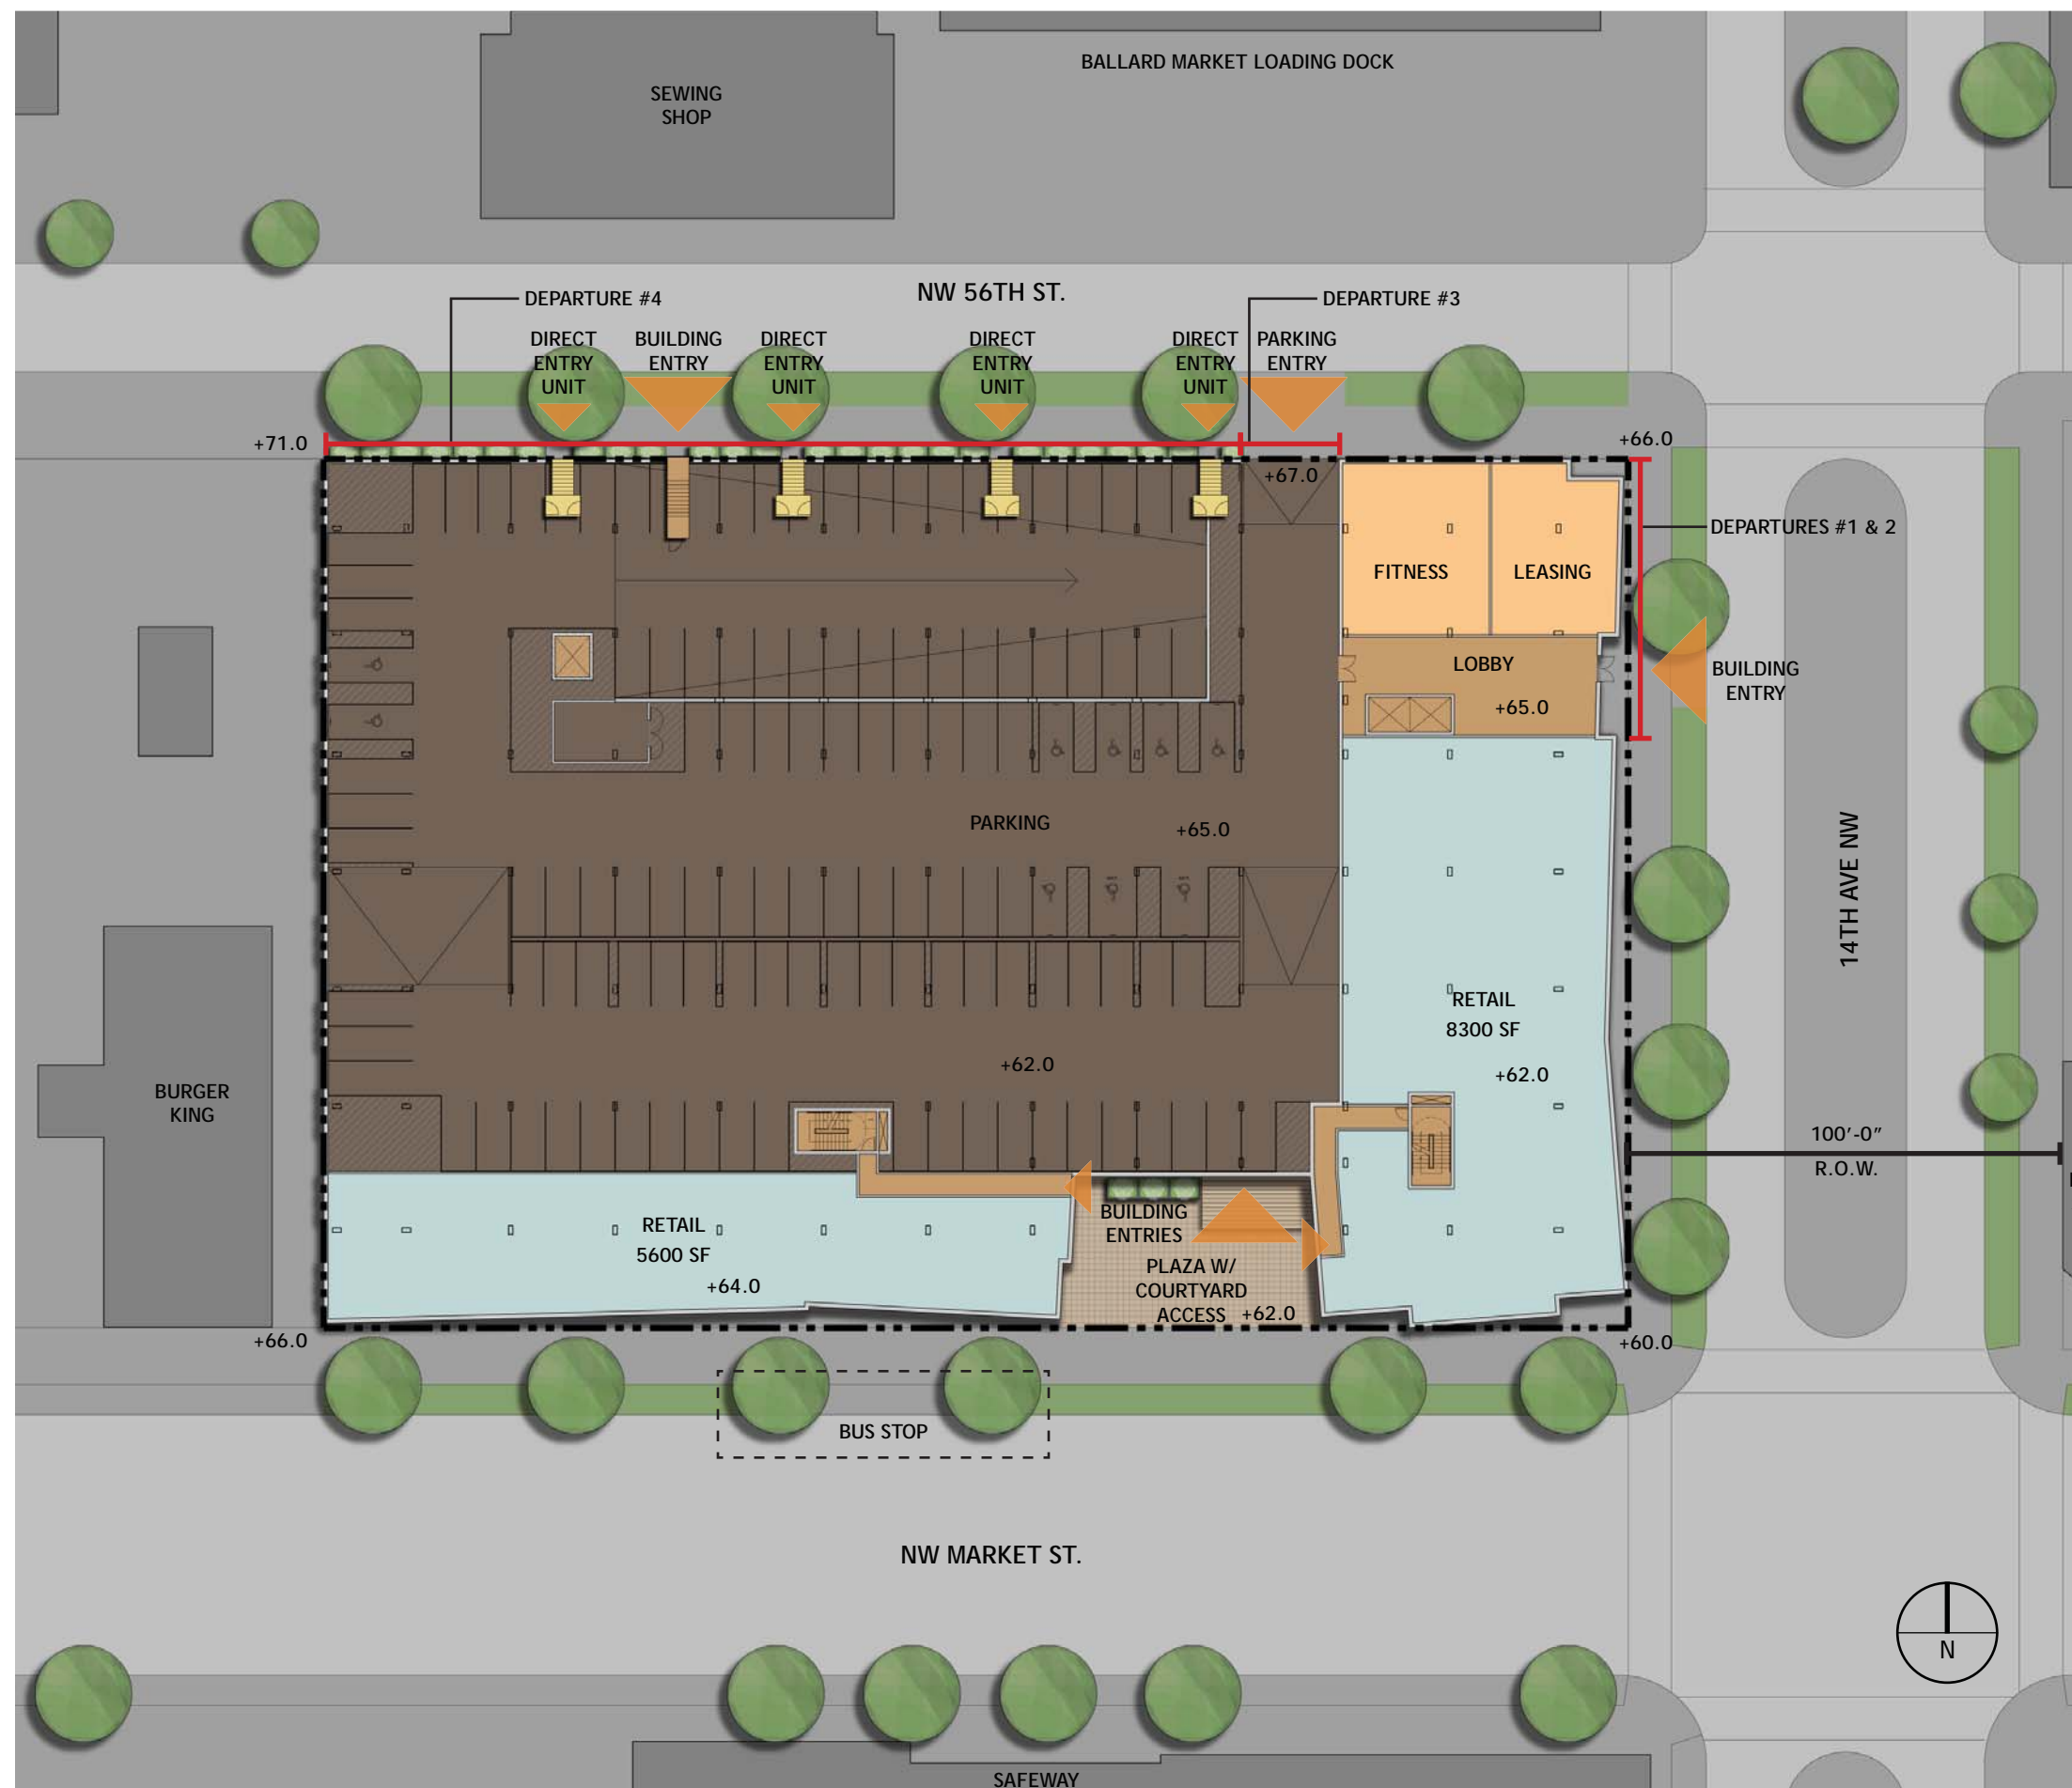 BALLARD MARKET LOADING DOCK
SEWING
SHOP
NW 56TH ST.
DEPARTURE #4
DEPARTURE #3
DIRECT
ENTRY
UNIT
BUILDING
ENTRY
DIRECT
ENTRY
UNIT
DIRECT
ENTRY
UNIT
DIRECT
ENTRY
UNIT
PARKING
ENTRY
+71.0
+66.0
+67.0
DEPARTURES #1 & 2
FITNESS
LEASING
LOBBY
+65.0
BUILDING
ENTRY
PARKING
+65.0
14TH AVE NW
RETAIL
8300 SF
+62.0
+62.0
BURGER
KING
100'-0"
R.O.W.
RETAIL
5600 SF
+64.0
BUILDING
ENTRIES
PLAZA W/
COURTYARD
ACCESS
+62.0
+66.0
+60.0
BUS STOP
NW MARKET ST.
N
SAFEWAY